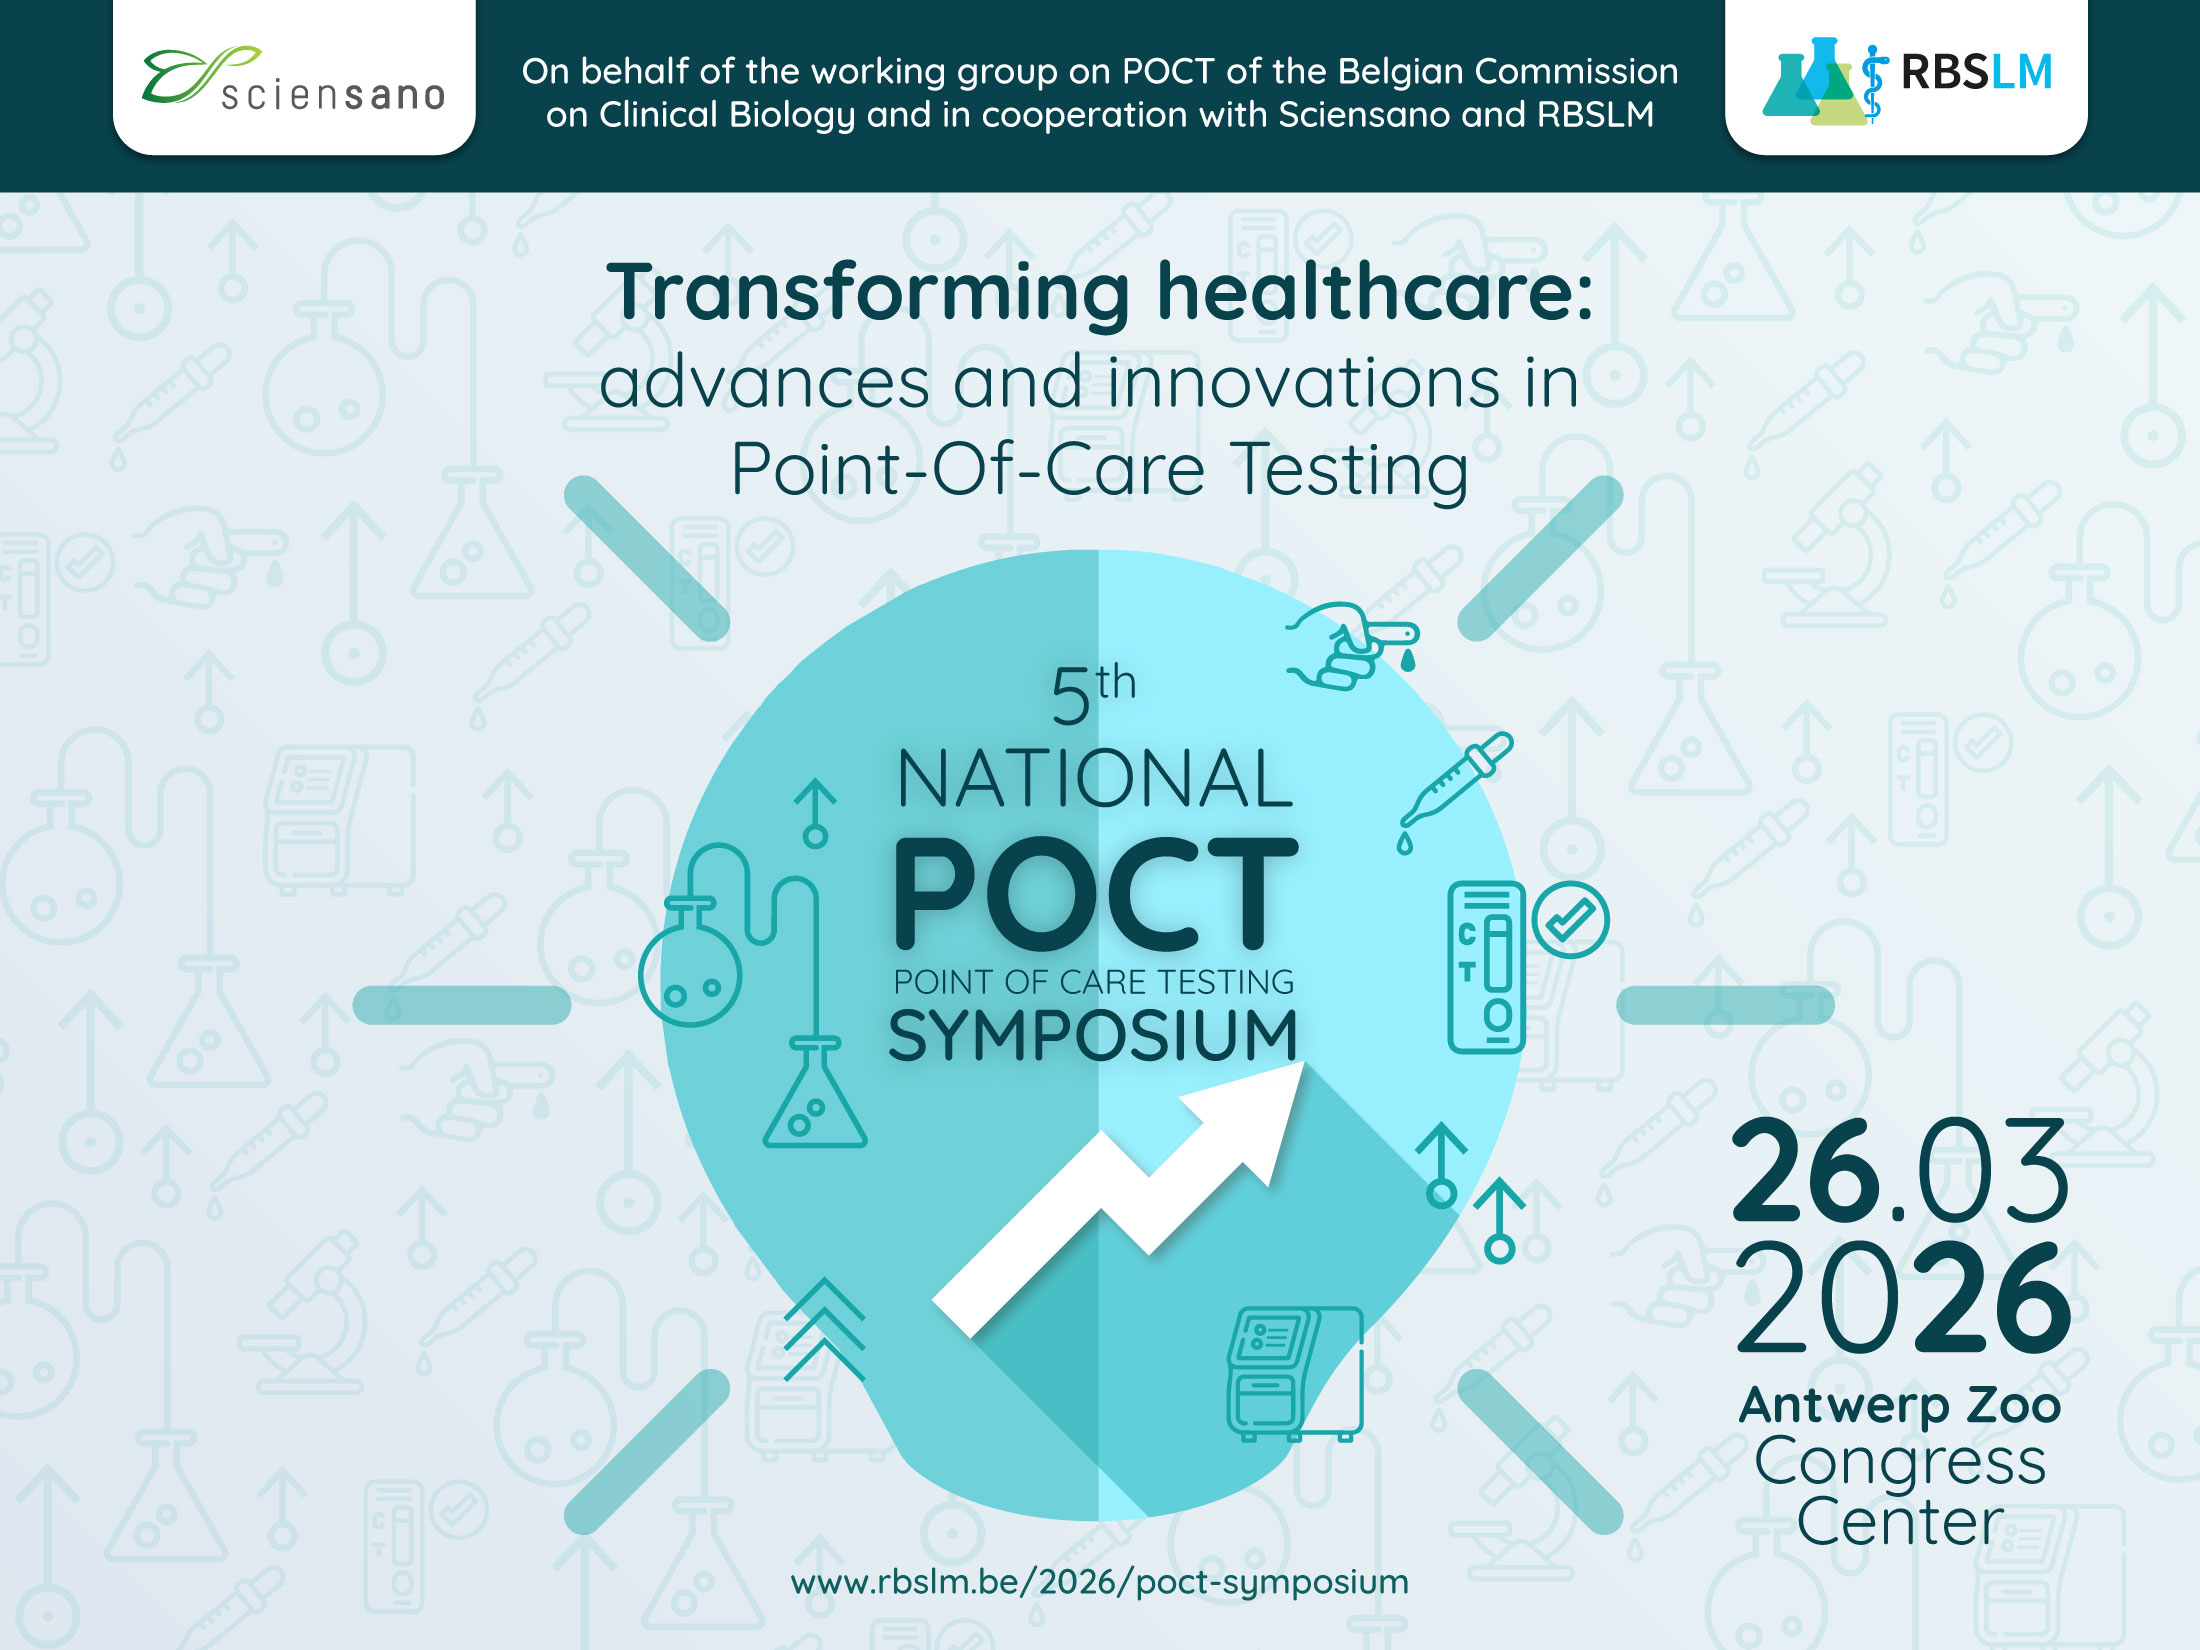 sciensano
On behalf of the working group on POCT of the Belgian Commission
on Clinical Biology and in cooperation with Sciensano and RBSLM
RBSLM
Transforming healthcare:
advances and innovations in
Point-Of-Care Testing
5th
NATIONAL
POCT
POINT OF CARE TESTING
SYMPOSIUM
C
T
26.03
2026
Antwerp Zoo
Congress
Center
www.rbslm.be/2026/poct-symposium